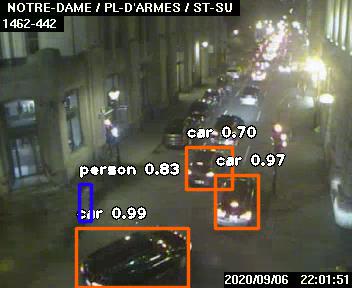 NOTRE-DAME / PL-D'ARMES / ST-SU
1462-442
car 0.70
car 0.97
person 0.83
car 0.99
2020/09/06 22:01:51